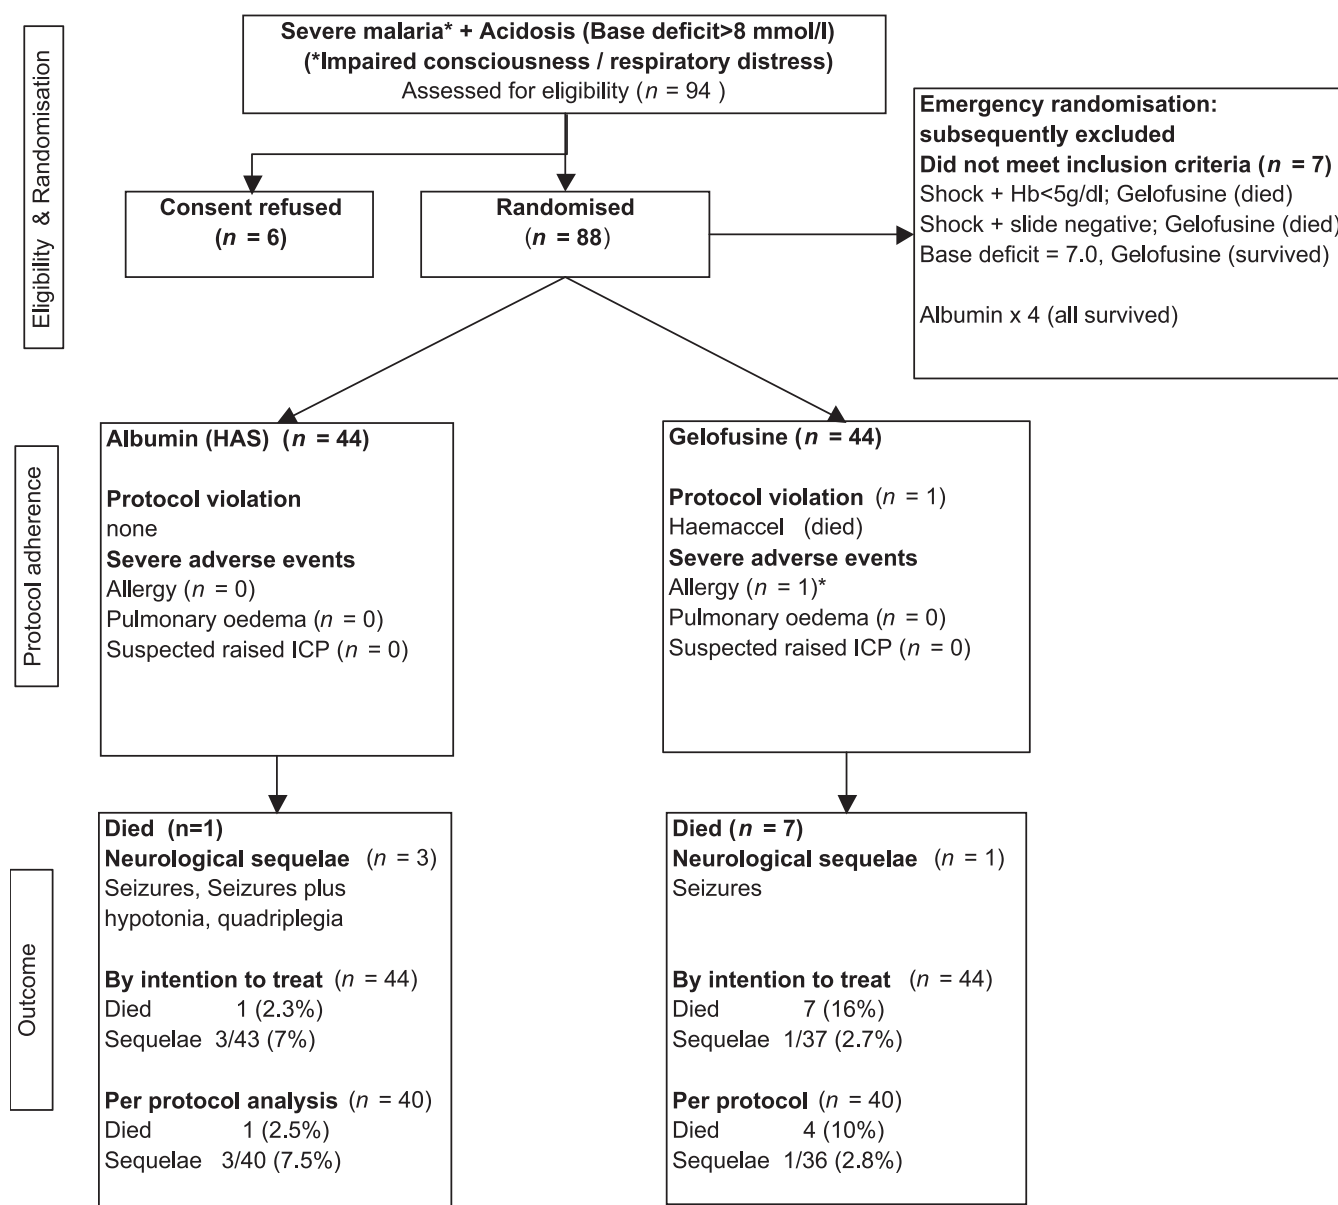 Eligibility & Randomisation
Severe malaria* + Acidosis (Base deficit>8 mmol/l)
(*Impaired consciousness / respiratory distress)
Assessed for eligibility (n = 94 )
Consent refused
(n = 6)
Randomised
(n = 88)
Emergency randomisation:
subsequently excluded
Did not meet inclusion criteria (n = 7)
Shock + Hb<5g/dl; Gelofusine (died)
Shock + slide negative; Gelofusine (died)
Base deficit = 7.0, Gelofusine (survived)
Albumin x 4 (all survived)
Protocol adherence
Albumin (HAS) (n = 44)
Protocol violation
none
Severe adverse events
Allergy (n = 0)
Pulmonary oedema (n = 0)
Suspected raised ICP (n = 0)
Gelofusine (n = 44)
Protocol violation (n = 1)
Haemaccel (died)
Severe adverse events
Allergy (n = 1)*
Pulmonary oedema (n = 0)
Suspected raised ICP (n = 0)
Outcome
Died (n=1)
Neurological sequelae (n = 3)
Seizures, Seizures plus
hypotonia, quadriplegia
By intention to treat (n = 44)
Died 1 (2.3%)
Sequelae 3/43 (7%)
Per protocol analysis (n = 40)
Died 1 (2.5%)
Sequelae 3/40 (7.5%)
Died (n = 7)
Neurological sequelae (n = 1)
Seizures
By intention to treat (n = 44)
Died 7 (16%)
Sequelae 1/37 (2.7%)
Per protocol (n = 40)
Died 4 (10%)
Sequelae 1/36 (2.8%)